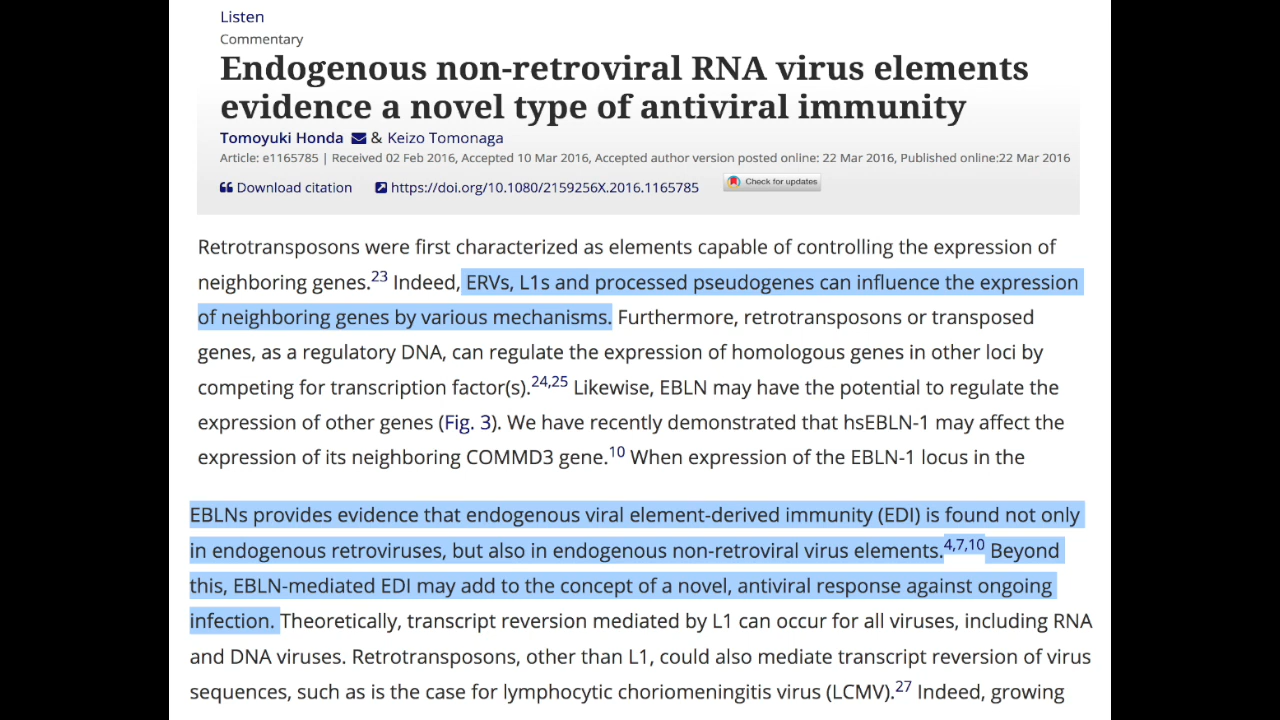 Listen
Commentary
Endogenous non-retroviral RNA virus elements
evidence a novel type of antiviral immunity
Tomoyuki Honda & Keizo Tomonaga
Article: e1165785 | Received 02 Feb 2016, Accepted 10 Mar 2016, Accepted author version posted online: 22 Mar 2016, Published online:22 Mar 2016
Download citation https://doi.org/10.1080/2159256X.2016.1165785 Check for updates
Retrotransposons were first characterized as elements capable of controlling the expression of
neighboring genes.23 Indeed, ERVs, L1s and processed pseudogenes can influence the expression
of neighboring genes by various mechanisms. Furthermore, retrotransposons or transposed
genes, as a regulatory DNA, can regulate the expression of homologous genes in other loci by
competing for transcription factor(s).24,25 Likewise, EBLN may have the potential to regulate the
expression of other genes (Fig. 3). We have recently demonstrated that hsEBLN-1 may affect the
expression of its neighboring COMMD3 gene.10 When expression of the EBLN-1 locus in the
EBLNs provides evidence that endogenous viral element-derived immunity (EDI) is found not only
in endogenous retroviruses, but also in endogenous non-retroviral virus elements.4,7,10 Beyond
this, EBLN-mediated EDI may add to the concept of a novel, antiviral response against ongoing
infection. Theoretically, transcript reversion mediated by L1 can occur for all viruses, including RNA
and DNA viruses. Retrotransposons, other than L1, could also mediate transcript reversion of virus
sequences, such as is the case for lymphocytic choriomeningitis virus (LCMV).27 Indeed, growing